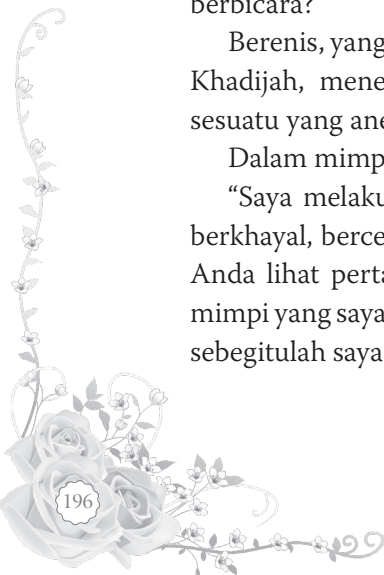 berbicara?
Berenis, yang
Khadijah, mene
sesuatu yang ane
Dalam mimp
“Saya melaku
berkhayal, berce
Anda lihat perta
mimpi yang saya
sebegitulah saya
196